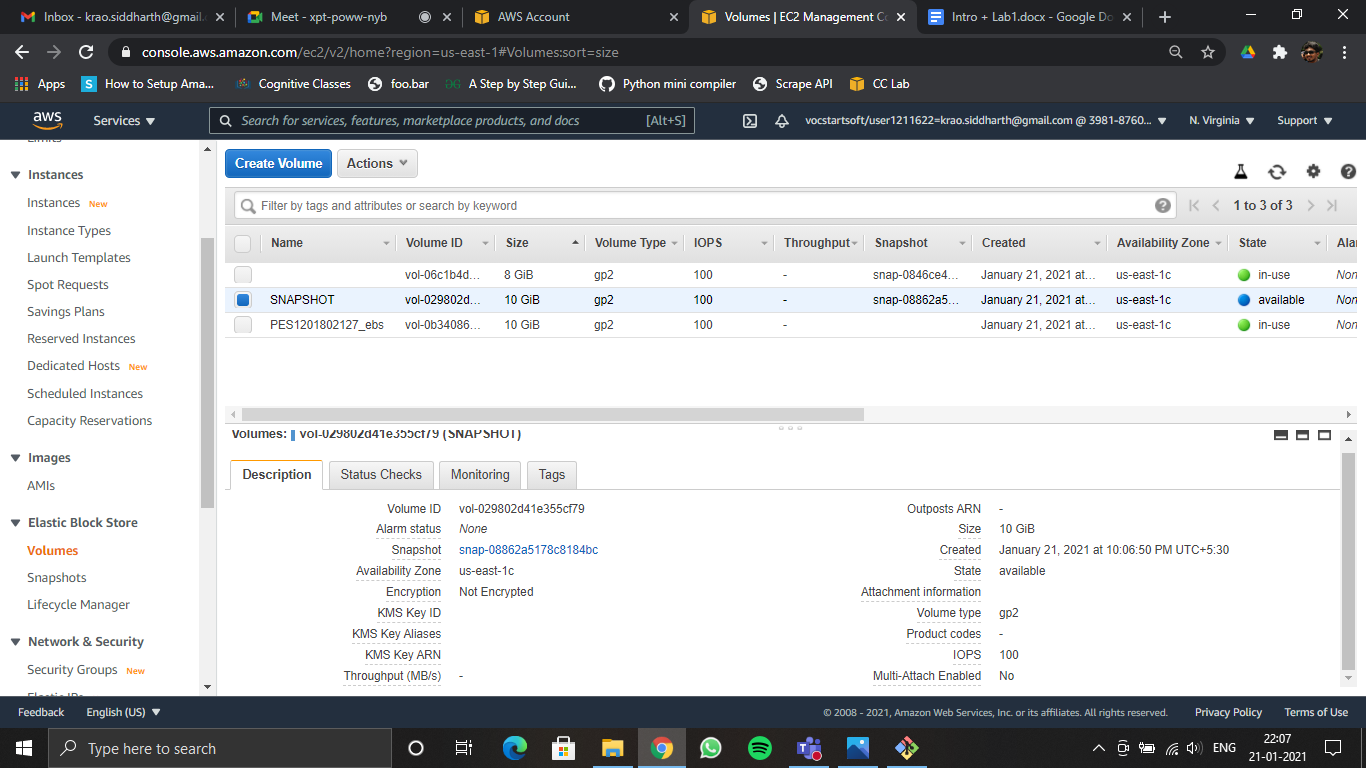 Inbox - krao.siddharth@gmail.
Meet - xpt-poww-nyb
AWS Account
Volumes | EC2 Management Co
Intro + Lab1.docx - Google Do
console.aws.amazon.com/ec2/v2/home?region=us-east-1#Volumes:sort=size
Apps How to Setup Ama... Cognitive Classes foo.bar A Step by Step Gui... Python mini compiler Scrape API CC Lab
aws Services Search for services, features, marketplace products, and docs [Alt+S] vocstartsoft/user1211622=krao.siddharth@gmail.com @ 3981-8760... N. Virginia Support
Limits
Instances
Instances New
Instance Types
Launch Templates
Spot Requests
Savings Plans
Reserved Instances
Dedicated Hosts New
Scheduled Instances
Capacity Reservations
Images
AMIs
Elastic Block Store
Volumes
Snapshots
Lifecycle Manager
Network & Security
Security Groups New
Elastic IPs
Create Volume Actions
Filter by tags and attributes or search by keyword 1 to 3 of 3
Name Volume ID Size Volume Type IOPS Throughput Snapshot Created Availability Zone State Alar
vol-06c1b4d... 8 GiB gp2 100 - snap-0846ce4... January 21, 2021 at... us-east-1c in-use Non
SNAPSHOT vol-029802d... 10 GiB gp2 100 - snap-08862a5... January 21, 2021 at... us-east-1c available Non
PES1201802127_ebs vol-0b34086... 10 GiB gp2 100 - January 21, 2021 at... us-east-1c in-use Non
Volumes: vol-029802d41e355cf79 (SNAPSHOT)
Description Status Checks Monitoring Tags
Volume ID vol-029802d41e355cf79 Outposts ARN -
Alarm status None Size 10 GiB
Snapshot snap-08862a5178c8184bc Created January 21, 2021 at 10:06:50 PM UTC+5:30
Availability Zone us-east-1c State available
Encryption Not Encrypted Attachment information
KMS Key ID Volume type gp2
KMS Key Aliases Product codes -
KMS Key ARN IOPS 100
Throughput (MB/s) - Multi-Attach Enabled No
Feedback English (US) © 2008 - 2021, Amazon Web Services, Inc. or its affiliates. All rights reserved. Privacy Policy Terms of Use
Type here to search ENG 22:07
21-01-2021